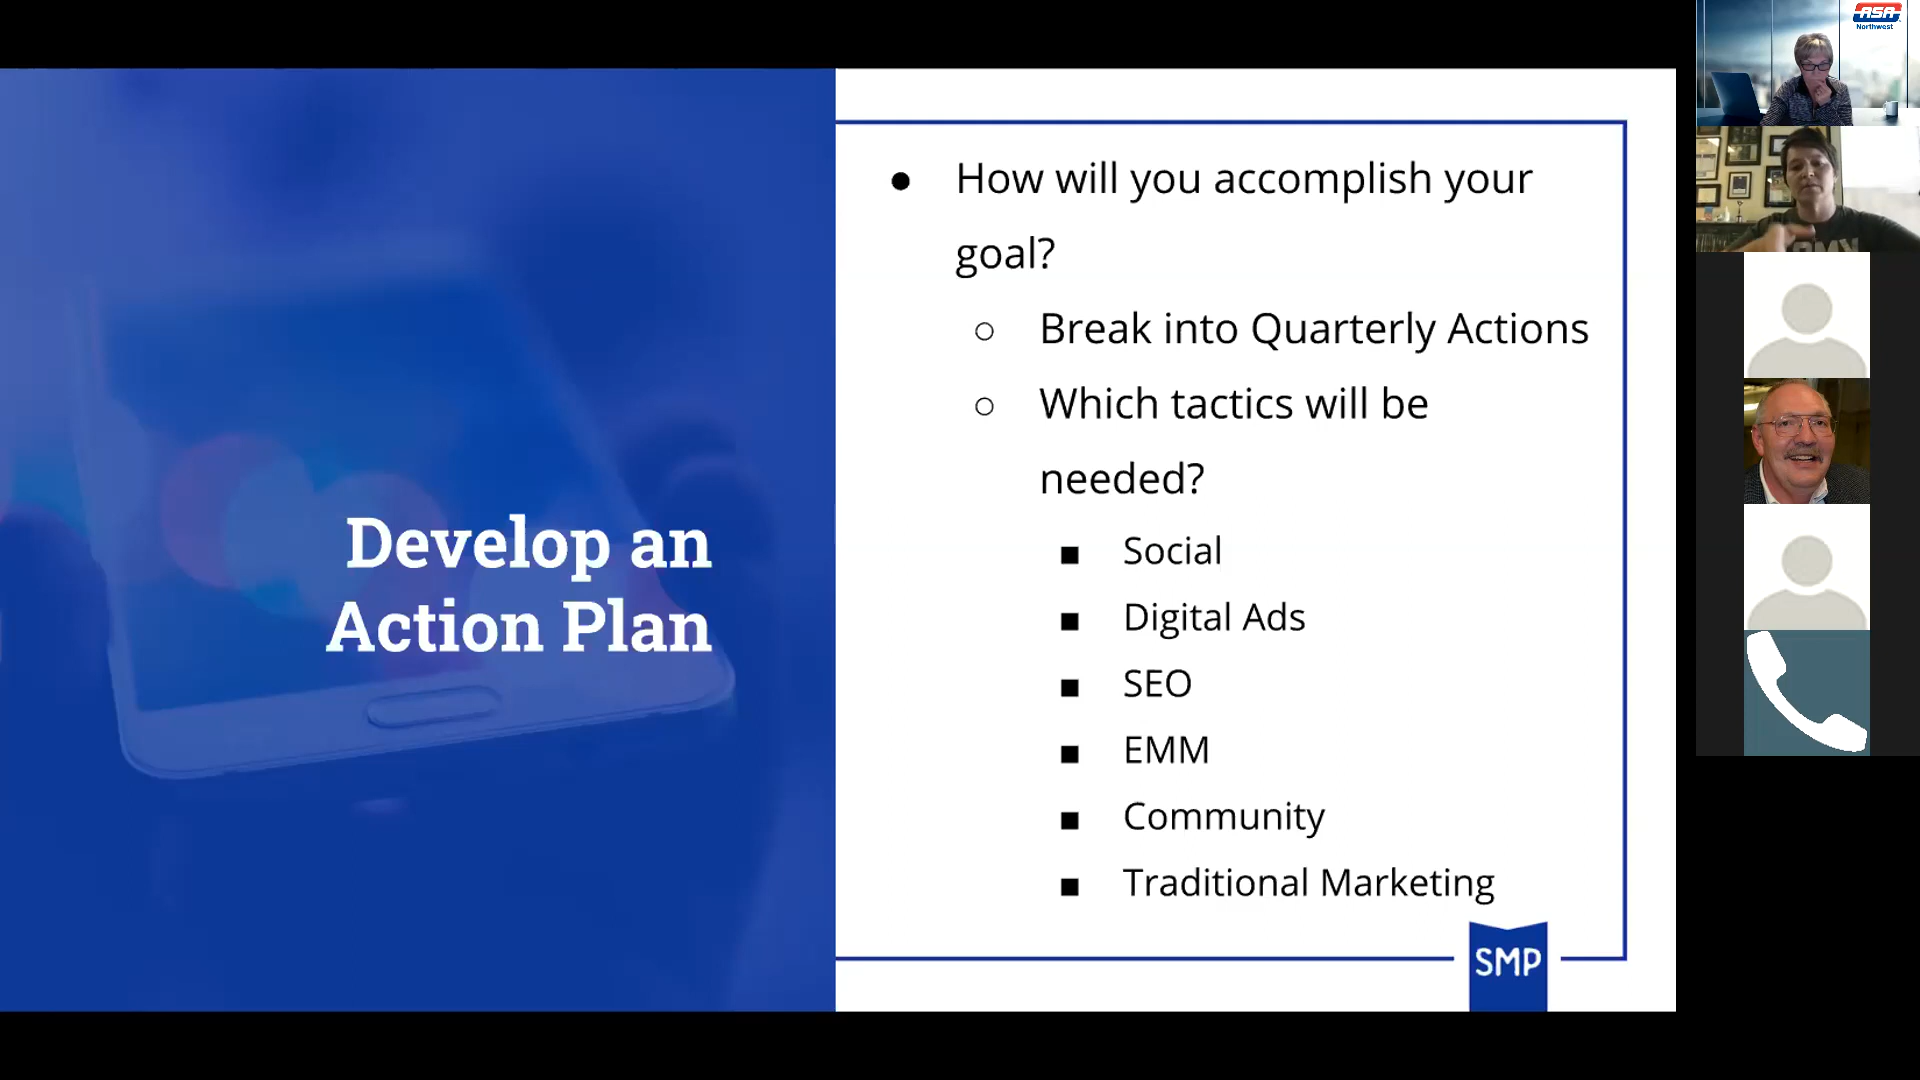 ASA
Northwest
Develop an
Action Plan
● How will you accomplish your
goal?
○ Break into Quarterly Actions
○ Which tactics will be
needed?
■ Social
■ Digital Ads
■ SEO
■ EMM
■ Community
■ Traditional Marketing
SMP